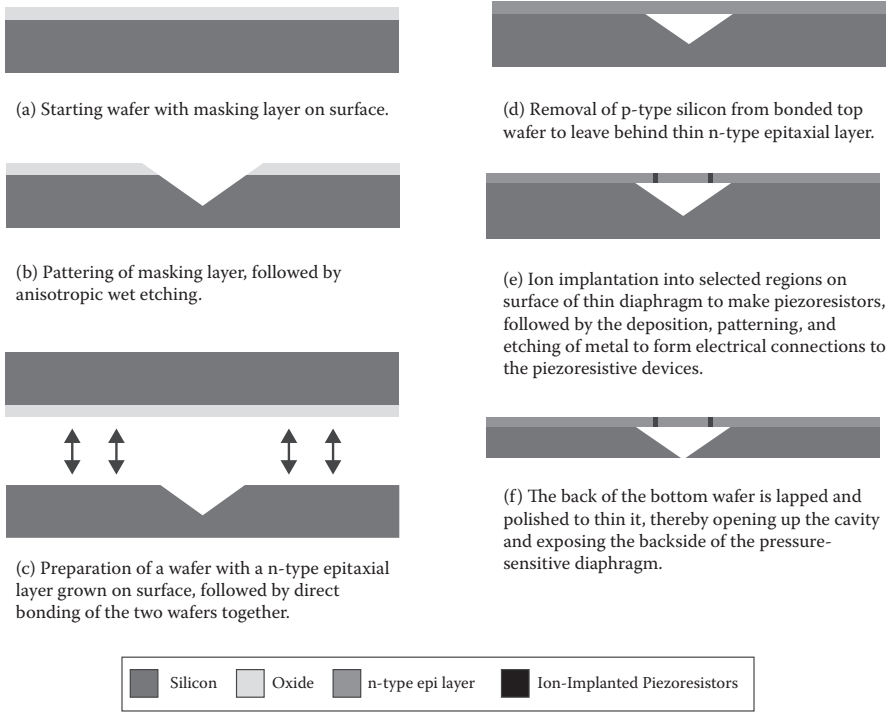 (a) Starting wafer with masking layer on surface.
(b) Pattering of masking layer, followed by
anisotropic wet etching.
(c) Preparation of a wafer with a n-type epitaxial
layer grown on surface, followed by direct
bonding of the two wafers together.
(d) Removal of p-type silicon from bonded top
wafer to leave behind thin n-type epitaxial layer.
(e) Ion implantation into selected regions on
surface of thin diaphragm to make piezoresistors,
followed by the deposition, patterning, and
etching of metal to form electrical connections to
the piezoresistive devices.
(f) The back of the bottom wafer is lapped and
polished to thin it, thereby opening up the cavity
and exposing the backside of the pressure-
sensitive diaphragm.
Silicon Oxide n-type epi layer Ion-Implanted Piezoresistors